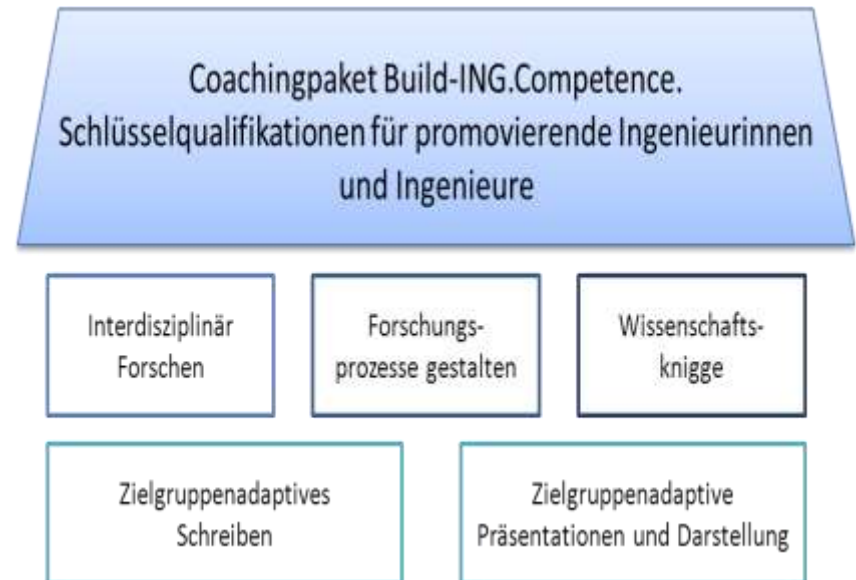 Coachingpaket Build-ING.Competence.
Schlüsselqualifikationen für promovierende Ingenieurinnen
und Ingenieure
Interdisziplinär
Forschen
Forschungs-
prozesse gestalten
Wissenschafts-
knigge
Zielgruppenadaptives
Schreiben
Zielgruppenadaptive
Präsentationen und Darstellung